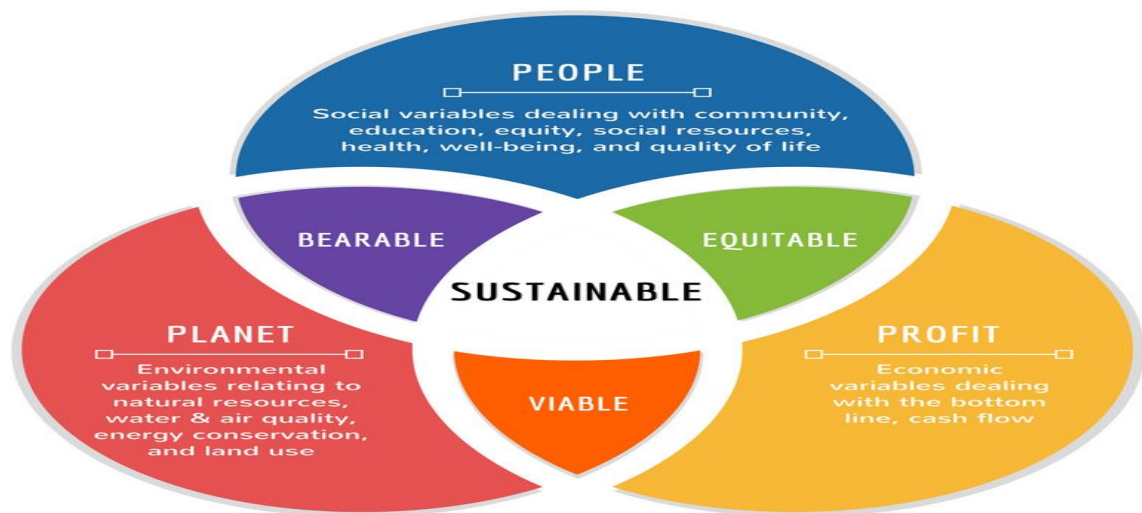 PEOPLE
Social variables dealing with community,
education, equity, social resources,
health, well-being, and quality of life
BEARABLE
EQUITABLE
SUSTAINABLE
PLANET
Environmental
variables relating to
natural resources,
water & air quality,
energy conservation,
and land use
VIABLE
PROFIT
Economic
variables dealing
with the bottom
line, cash flow